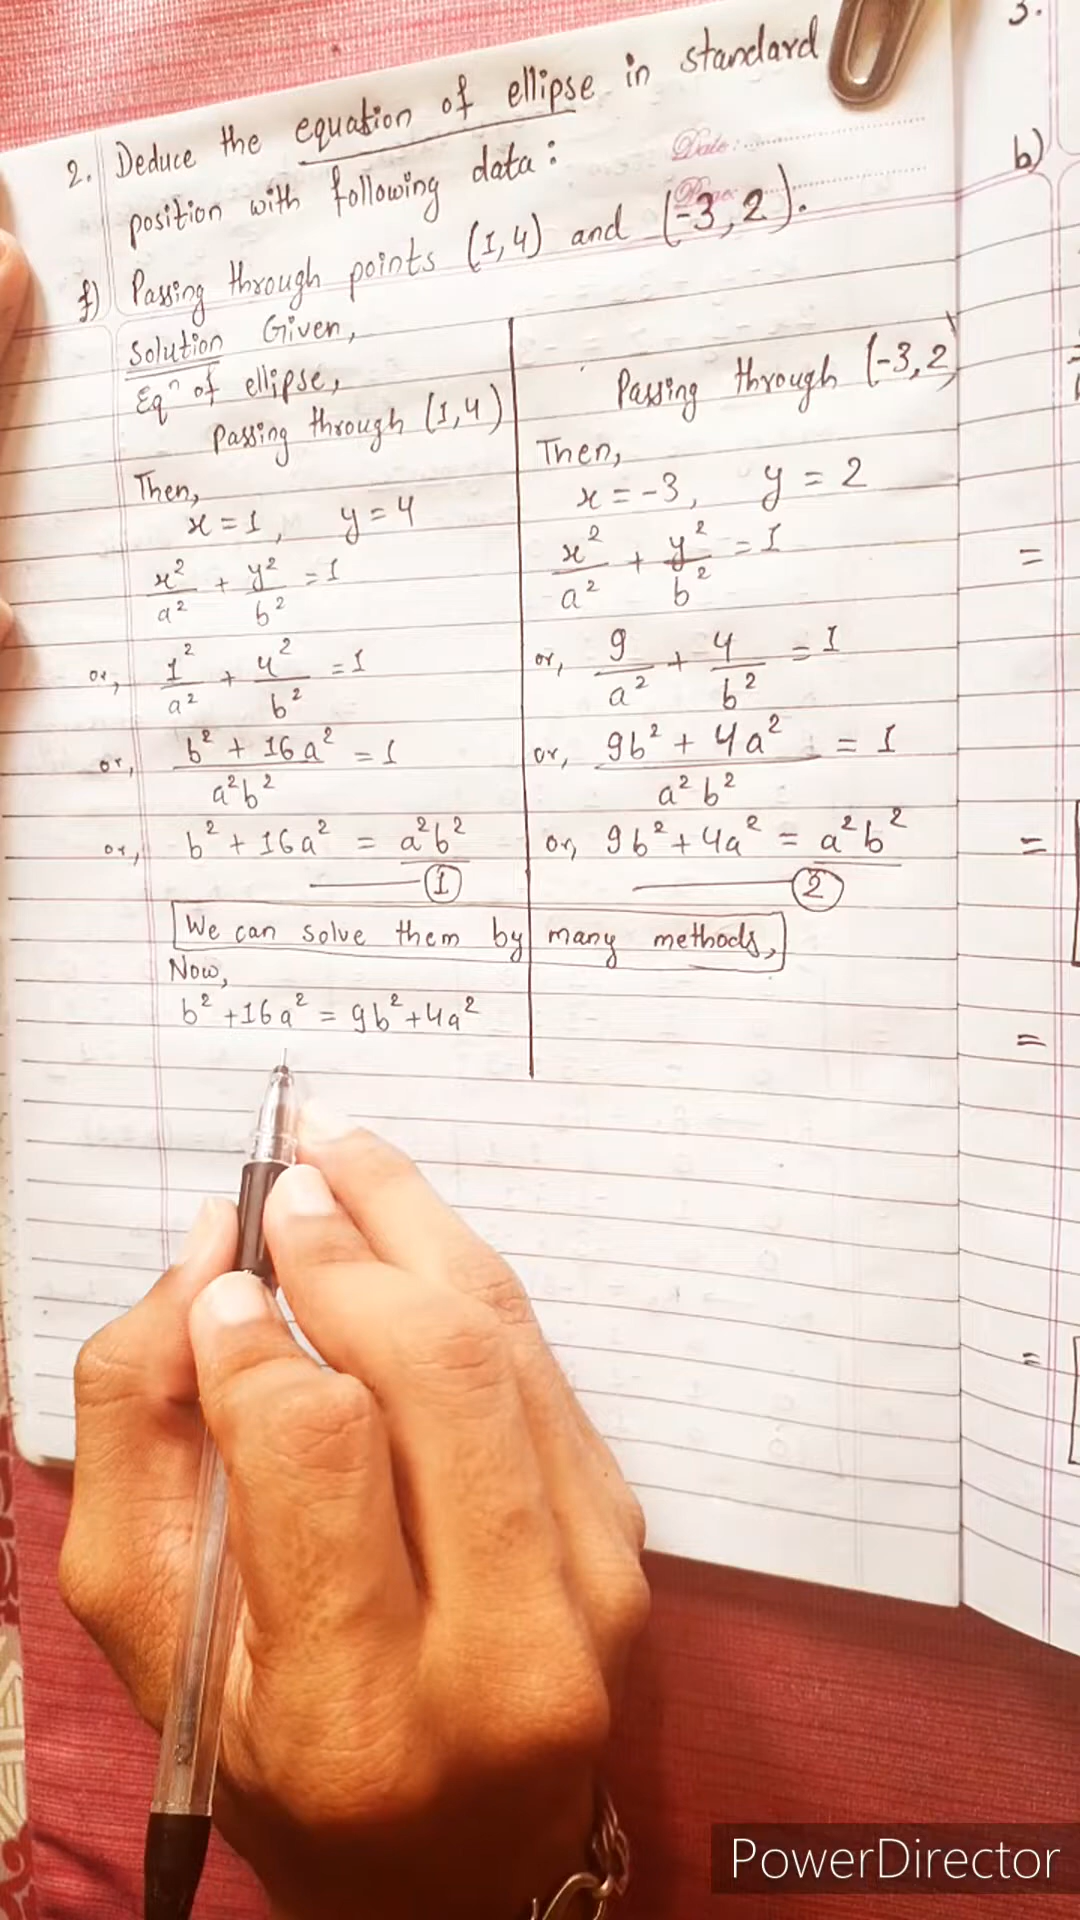 2. Deduce the equation of ellipse in standard
position with following data:
Date:
Page:
f) Passing through points (1,4) and (-3,2).
Solution Given,
Eqⁿ of ellipse,
Passing through (1,4)
Then,
x = 1, y = 4
x²/a² + y²/b² = 1
or, 1²/a² + 4²/b² = 1
or, b² + 16a²/a²b² = 1
or, b² + 16a² = a²b²
①
Passing through (-3,2)
Then,
x = -3, y = 2
x²/a² + y²/b² = 1
or, 9/a² + 4/b² = 1
or, 9b² + 4a²/a²b² = 1
or, 9b² + 4a² = a²b²
②
We can solve them by many methods,
Now,
b² + 16a² = 9b² + 4a²
3.
b)
=
=
=
=
PowerDirector